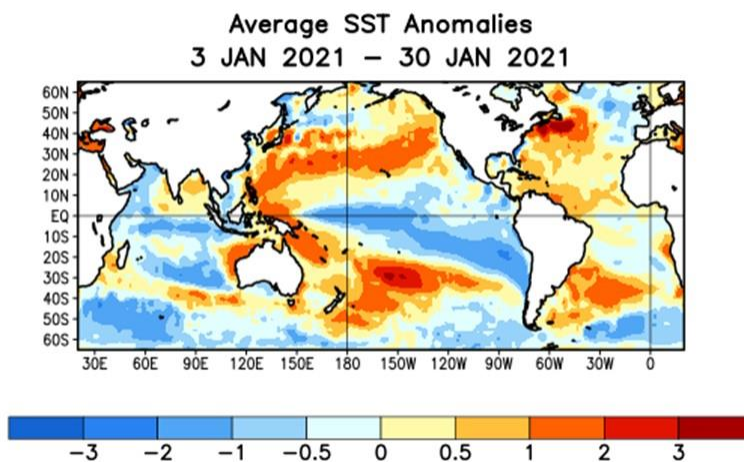 Average SST Anomalies
3 JAN 2021 – 30 JAN 2021
60N
50N
40N
30N
20N
10N
EQ
10S
20S
30S
40S
50S
60S
30E 60E 90E 120E 150E 180 150W 120W 90W 60W 30W 0
-3 -2 -1 -0.5 0 0.5 1 2 3